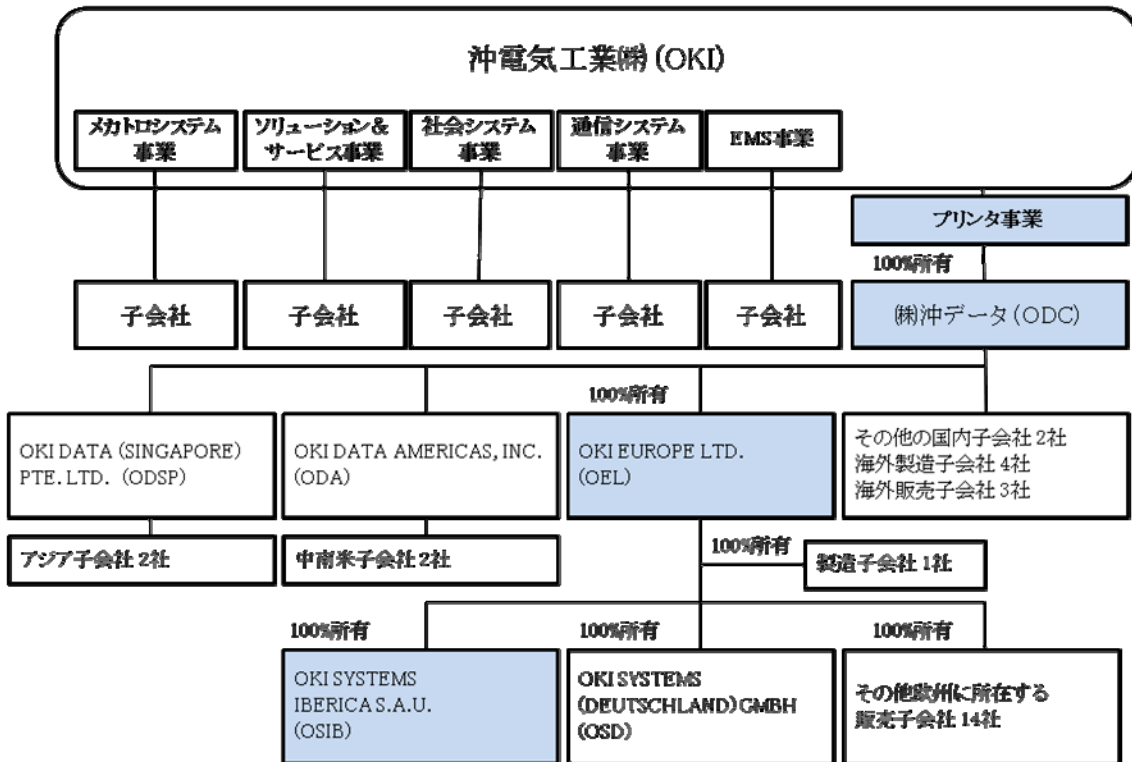 沖電気工業㈱(OKI)
メカトロシステム
事業
ソリューション＆
サービス事業
社会システム
事業
通信システム
事業
EMS事業
プリンタ事業
100%所有
子会社
子会社
子会社
子会社
子会社
㈱沖データ(ODC)
100%所有
OKI DATA (SINGAPORE)
PTE. LTD. (ODSP)
OKI DATA AMERICAS, INC.
(ODA)
OKI EUROPE LTD.
(OEL)
その他の国内子会社 2社
海外製造子会社 4社
海外販売子会社 3社
アジア子会社 2社
中南米子会社 2社
100%所有
製造子会社 1社
100%所有
100%所有
100%所有
OKI SYSTEMS
IBERICA S.A.U.
(OSIB)
OKI SYSTEMS
(DEUTSCHLAND) GMBH
(OSD)
その他欧州に所在する
販売子会社 14社